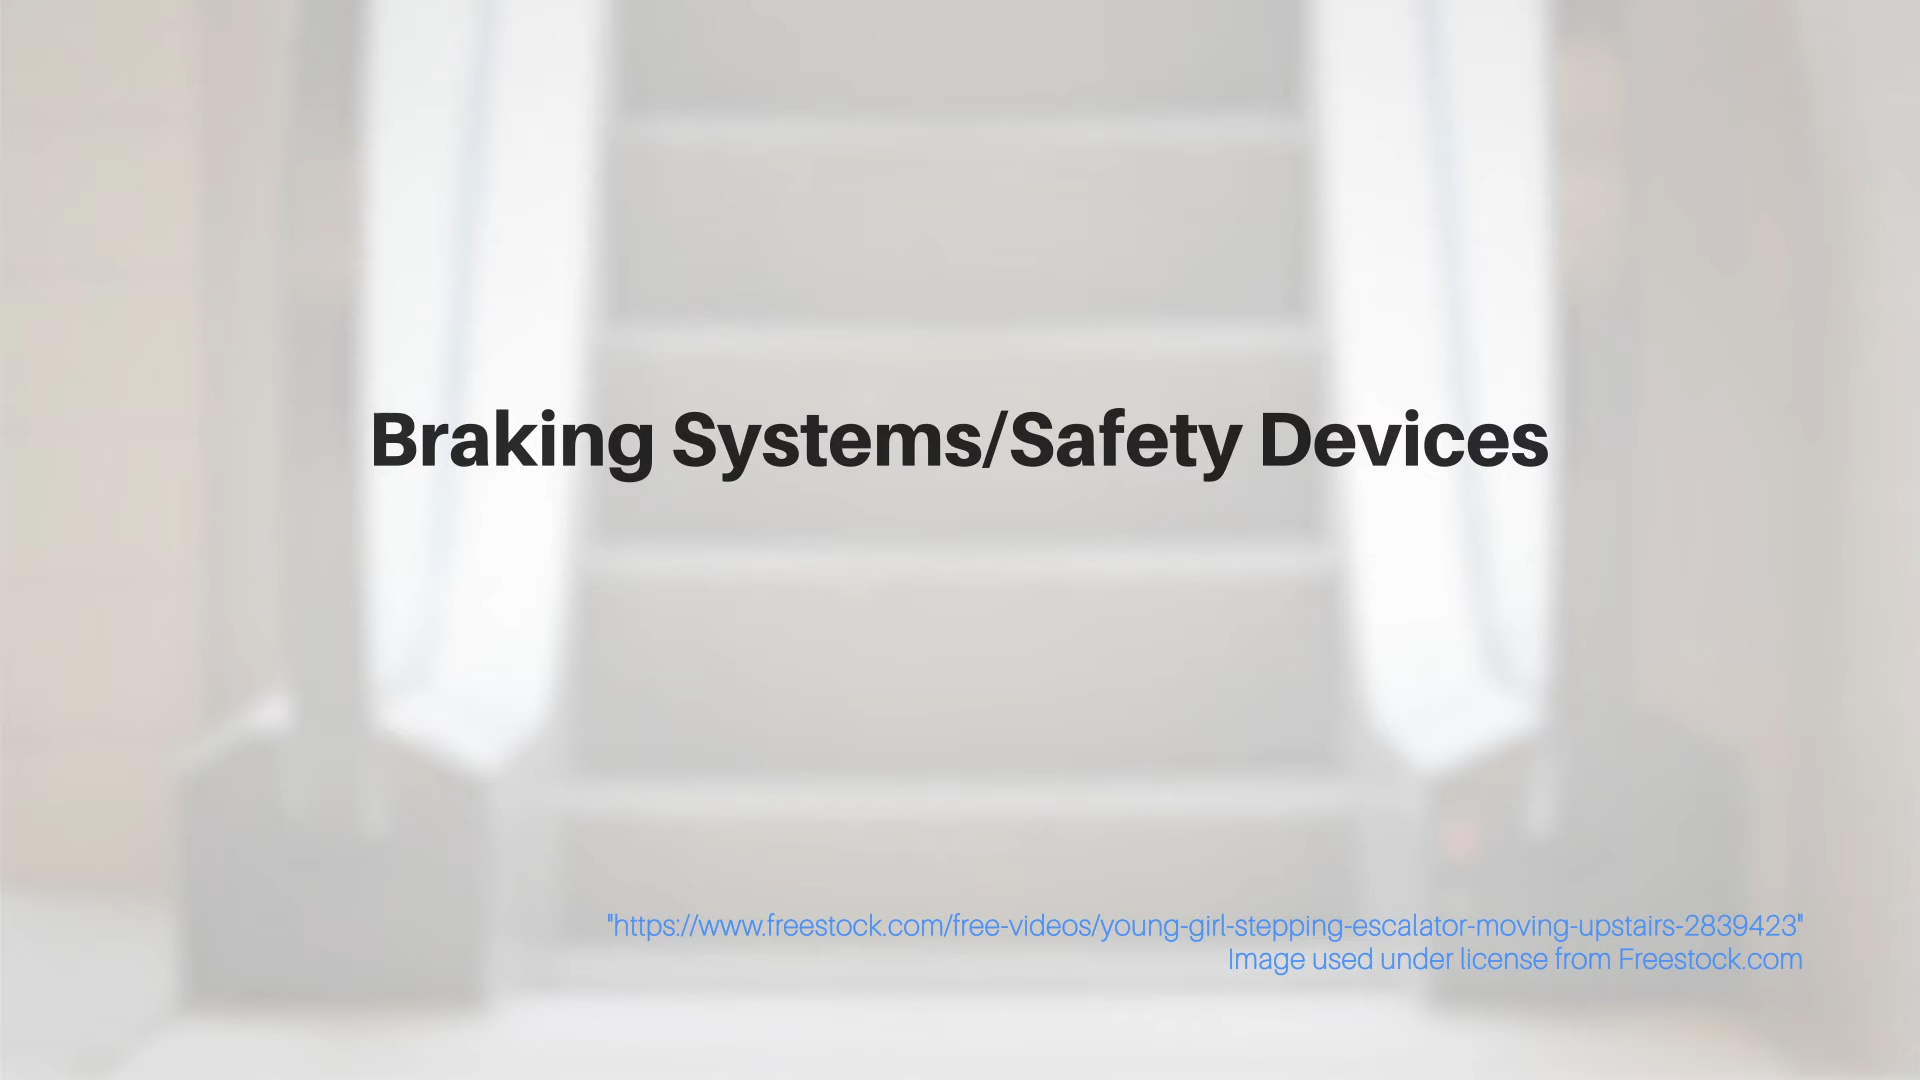 Braking Systems/Safety Devices
"https://www.freestock.com/free-videos/young-girl-stepping-escalator-moving-upstairs-2839423"
Image used under license from Freestock.com